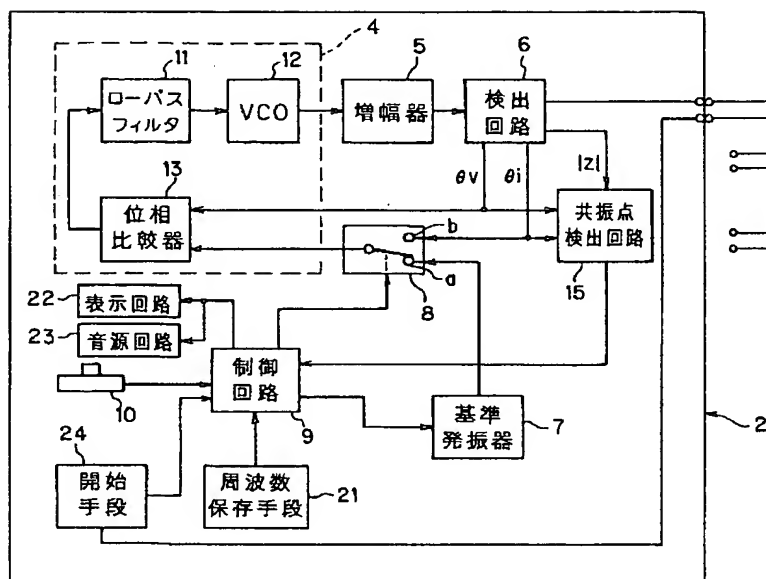 4
11
12
5
6
ローパス
フィルタ
VCO
増幅器
検出
回路
13
θv
θi
|Z|
位相
比較器
b
a
8
共振点
検出回路
15
22
表示回路
23
音源回路
10
制御
回路
9
基準
発振器
7
2
24
開始
手段
周波数
保存手段
21